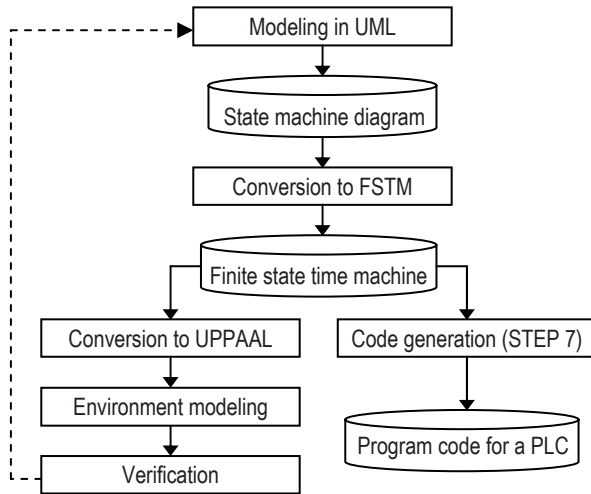 Modeling in UML
State machine diagram
Conversion to FSTM
Finite state time machine
Conversion to UPPAAL
Code generation (STEP 7)
Environment modeling
Program code for a PLC
Verification